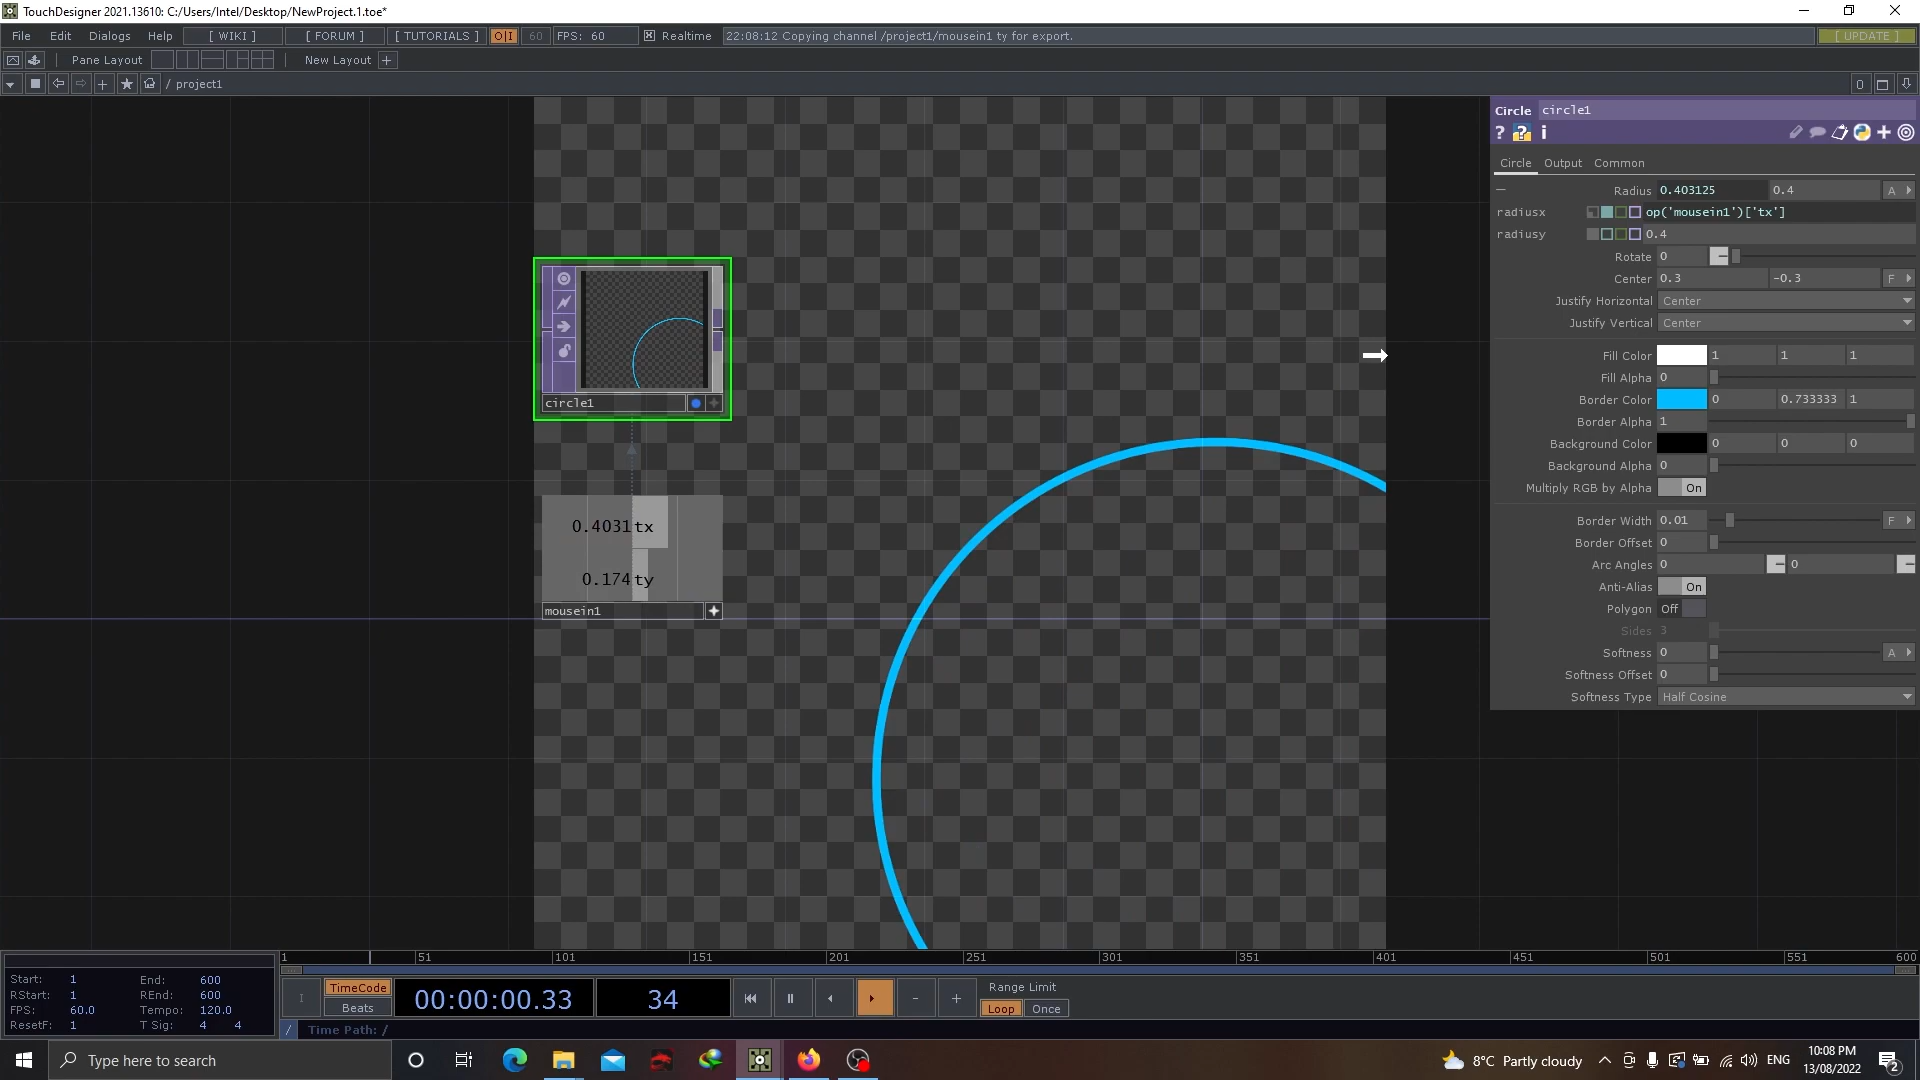 TouchDesigner 2021.13610: C:/Users/Intel/Desktop/NewProject.1.toe*
File Edit Dialogs Help [ WIKI ] [ FORUM ] [ TUTORIALS ] O|I 60 FPS: 60 Realtime 22:08:12 Copying channel /project1/mousein1 ty for export. [ UPDATE ]
Pane Layout New Layout +
/ project1 0
Circle circle1
? ? i
Circle Output Common
Radius 0.403125 0.4 A
radiusx op('mousein1')['tx']
radiusy 0.4
Rotate 0
Center 0.3 -0.3 F
Justify Horizontal Center
Justify Vertical Center
Fill Color 1 1 1
Fill Alpha 0
Border Color 0 0.733333 1
Border Alpha 1
Background Color 0 0 0
Background Alpha 0
Multiply RGB by Alpha On
Border Width 0.01 F
Border Offset 0
Arc Angles 0 0
Anti-Alias On
Polygon Off
Sides 3
Softness 0 A
Softness Offset 0
Softness Type Half Cosine
circle1
0.4031 tx
0.174 ty
mousein1
1 51 101 151 201 251 301 351 401 451 501 551 600
Start: 1 End: 600
RStart: 1 REnd: 600
FPS: 60.0 Tempo: 120.0
ResetF: 1 T Sig: 4 4
I TimeCode
Beats
00:00:00.33 34
- +
Range Limit
Loop Once
/ Time Path: /
Type here to search
8°C Partly cloudy ENG 10:08 PM
13/08/2022
2